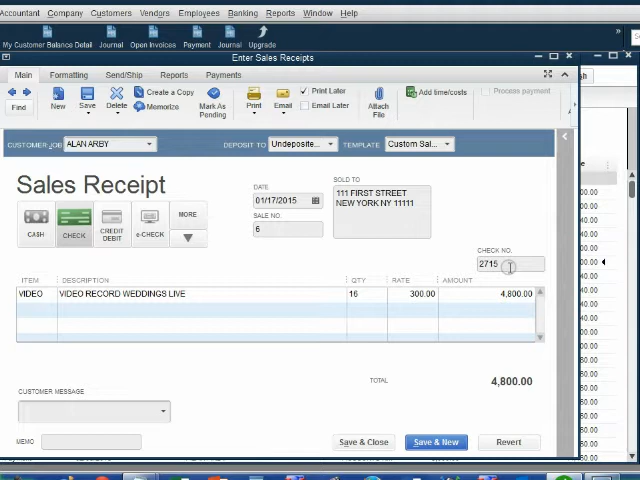 Accountant Company Customers Vendors Employees Banking Reports Window Help
My Customer Balance Detail Journal Open Invoices Payment Journal Upgrade
Enter Sales Receipts
Main Formatting Send/Ship Reports Payments
Find New Save Delete Create a Copy Memorize Mark As Pending Print Email Print Later Email Later Attach File Add time/costs Process payment
CUSTOMER:JOB ALAN ARBY DEPOSIT TO Undeposite... TEMPLATE Custom Sal...
Sales Receipt
DATE
01/17/2015
SALE NO.
6
SOLD TO
111 FIRST STREET
NEW YORK NY 11111
CASH CHECK CREDIT DEBIT e-CHECK MORE
CHECK NO.
2715
ITEM DESCRIPTION QTY RATE AMOUNT
VIDEO VIDEO RECORD WEDDINGS LIVE 16 300.00 4,800.00
TOTAL 4,800.00
CUSTOMER MESSAGE
MEMO
Save & Close Save & New Revert